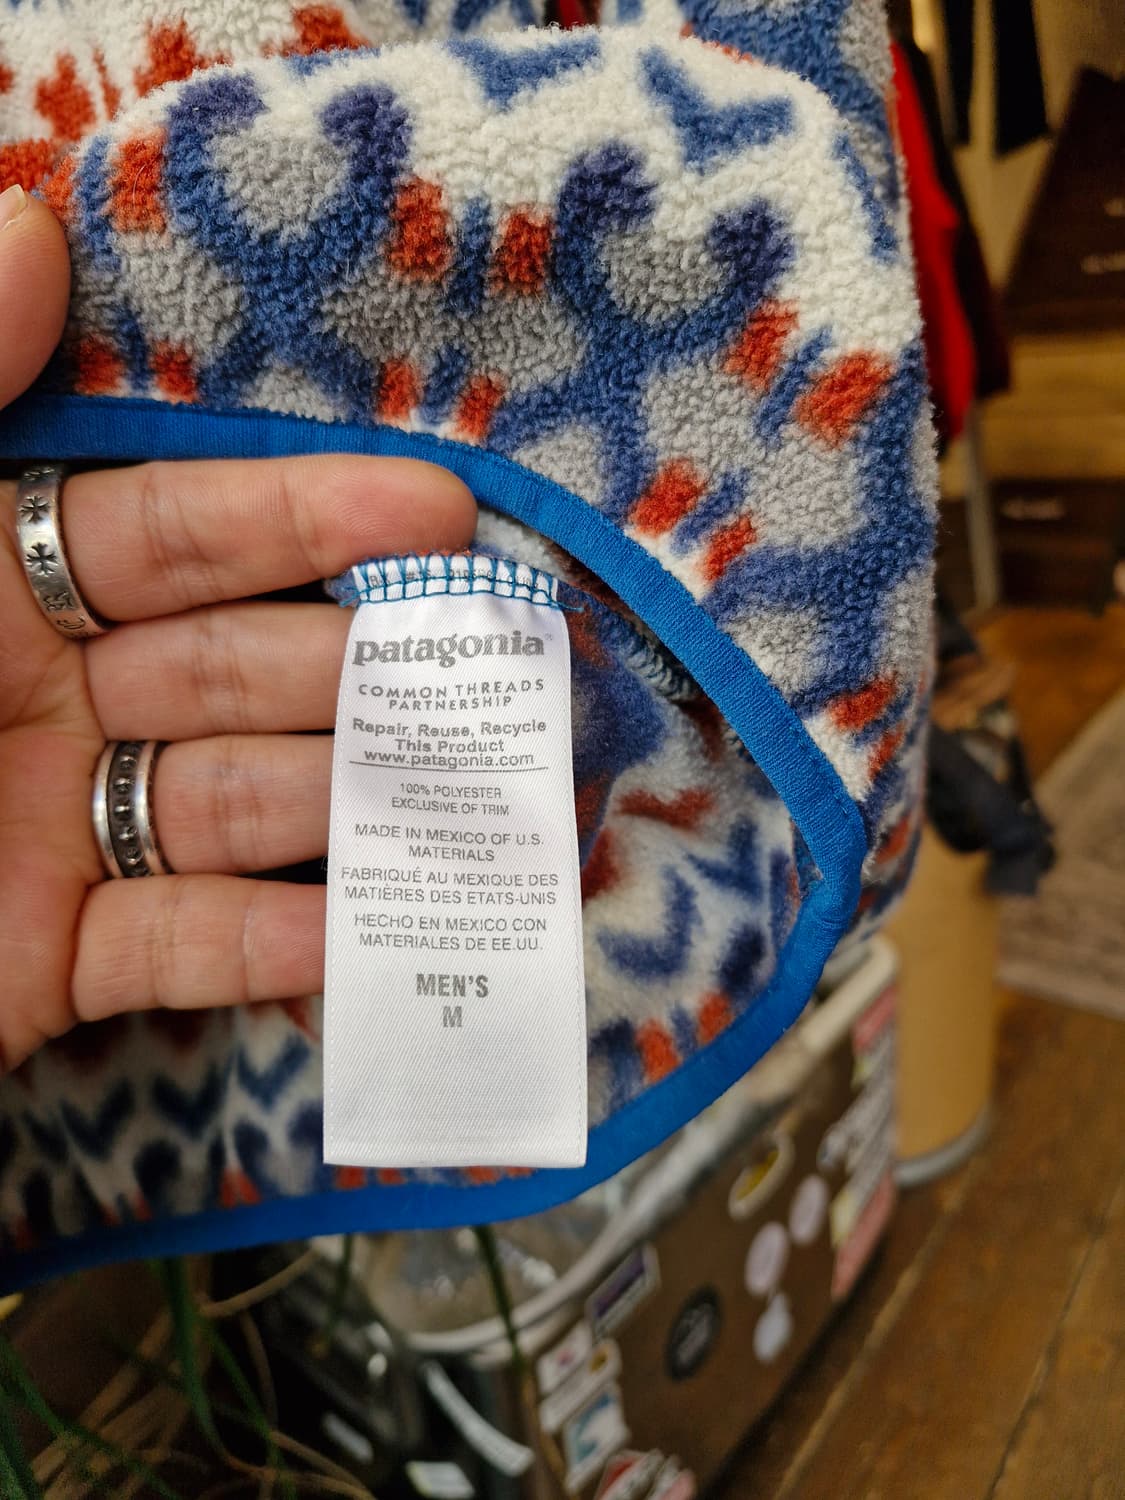 patagonia®
COMMON THREADS
PARTNERSHIP
Repair, Reuse, Recycle
This Product
www.patagonia.com
100% POLYESTER
EXCLUSIVE OF TRIM
MADE IN MEXICO OF U.S.
MATERIALS
FABRIQUÉ AU MEXIQUE DES
MATIÈRES DES ETATS-UNIS
HECHO EN MEXICO CON
MATERIALES DE EE.UU.
MEN'S
M